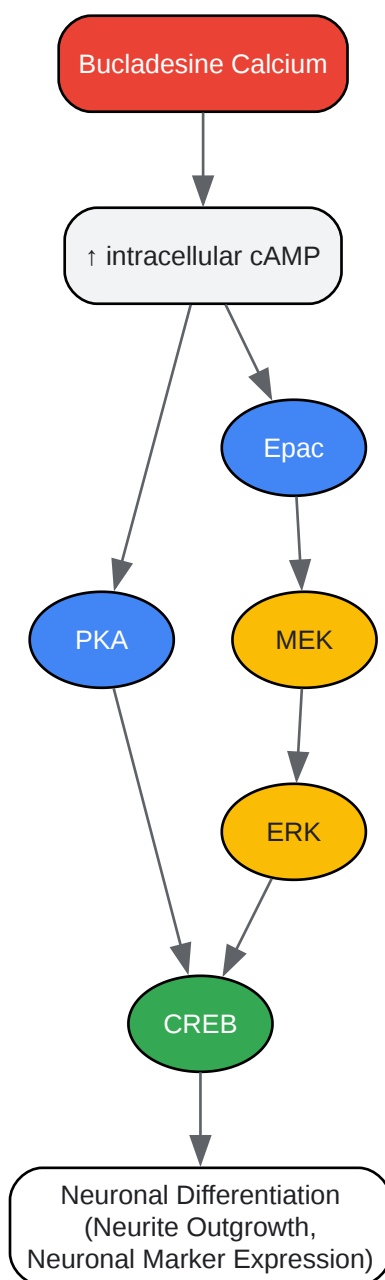 Bucladesine Calcium
↑ intracellular cAMP
Epac
PKA
MEK
ERK
CREB
Neuronal Differentiation
(Neurite Outgrowth,
Neuronal Marker Expression)